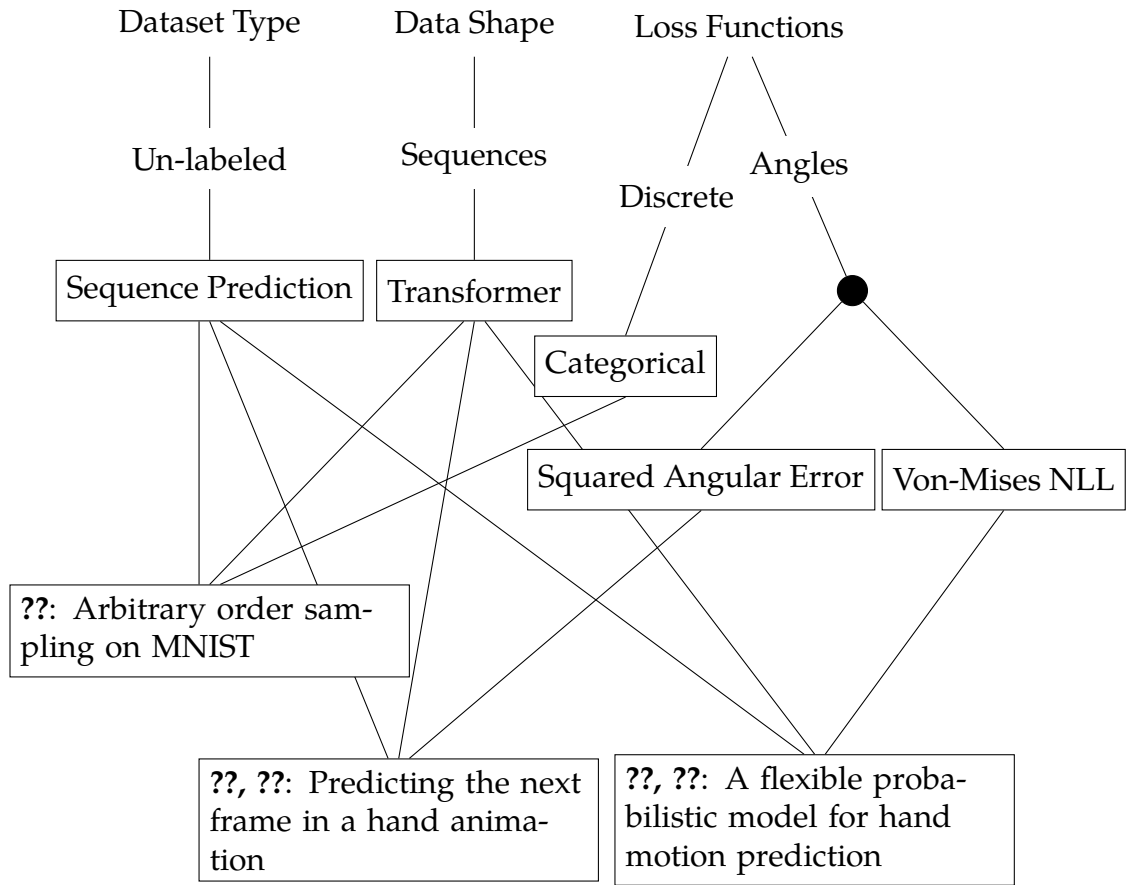 Dataset Type
Data Shape
Loss Functions
Un-labeled
Sequences
Angles
Discrete
Sequence Prediction
Transformer
Categorical
Squared Angular Error
Von-Mises NLL
??: Arbitrary order sam-
pling on MNIST
??, ??: Predicting the next
frame in a hand anima-
tion
??, ??: A flexible proba-
bilistic model for hand
motion prediction